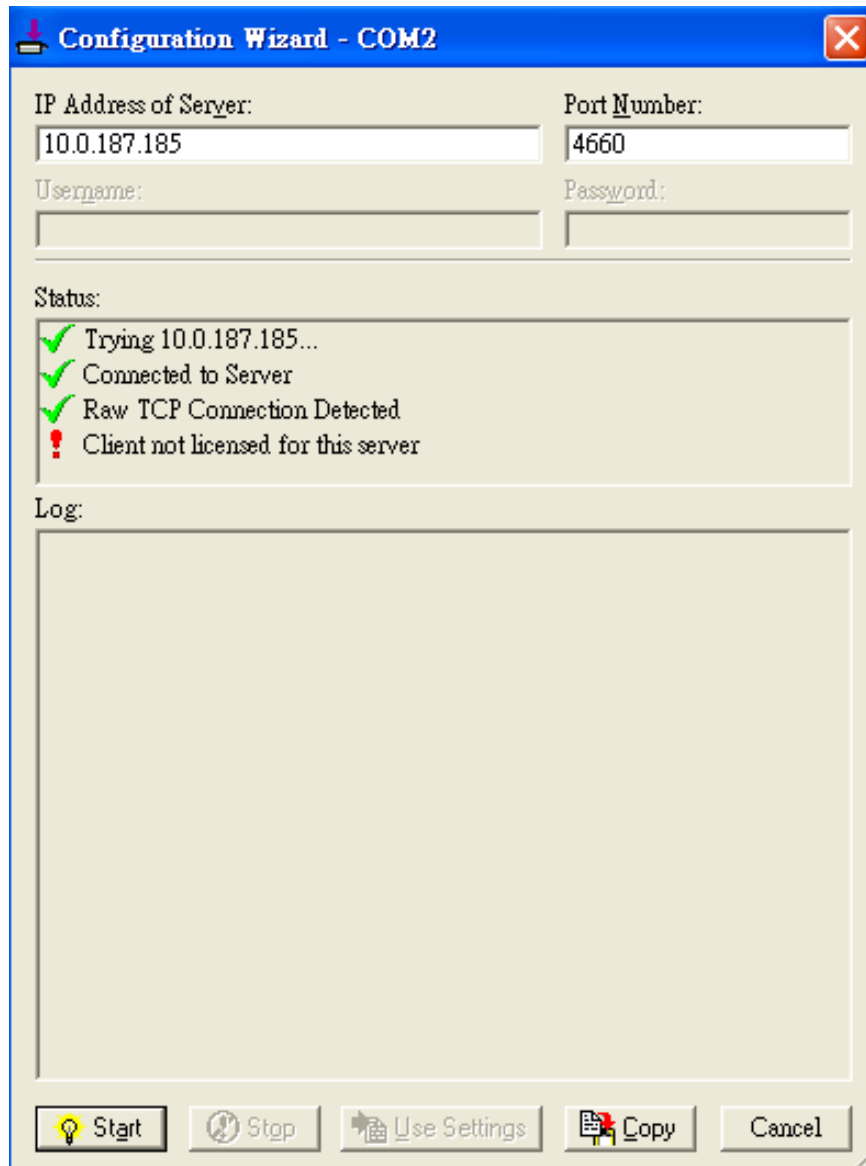 Configuration Wizard - COM2
IP Address of Server: Port Number:
10.0.187.185 4660
Username: Password:
Status:
Trying 10.0.187.185...
Connected to Server
Raw TCP Connection Detected
Client not licensed for this server
Log:
Start Stop Use Settings Copy Cancel